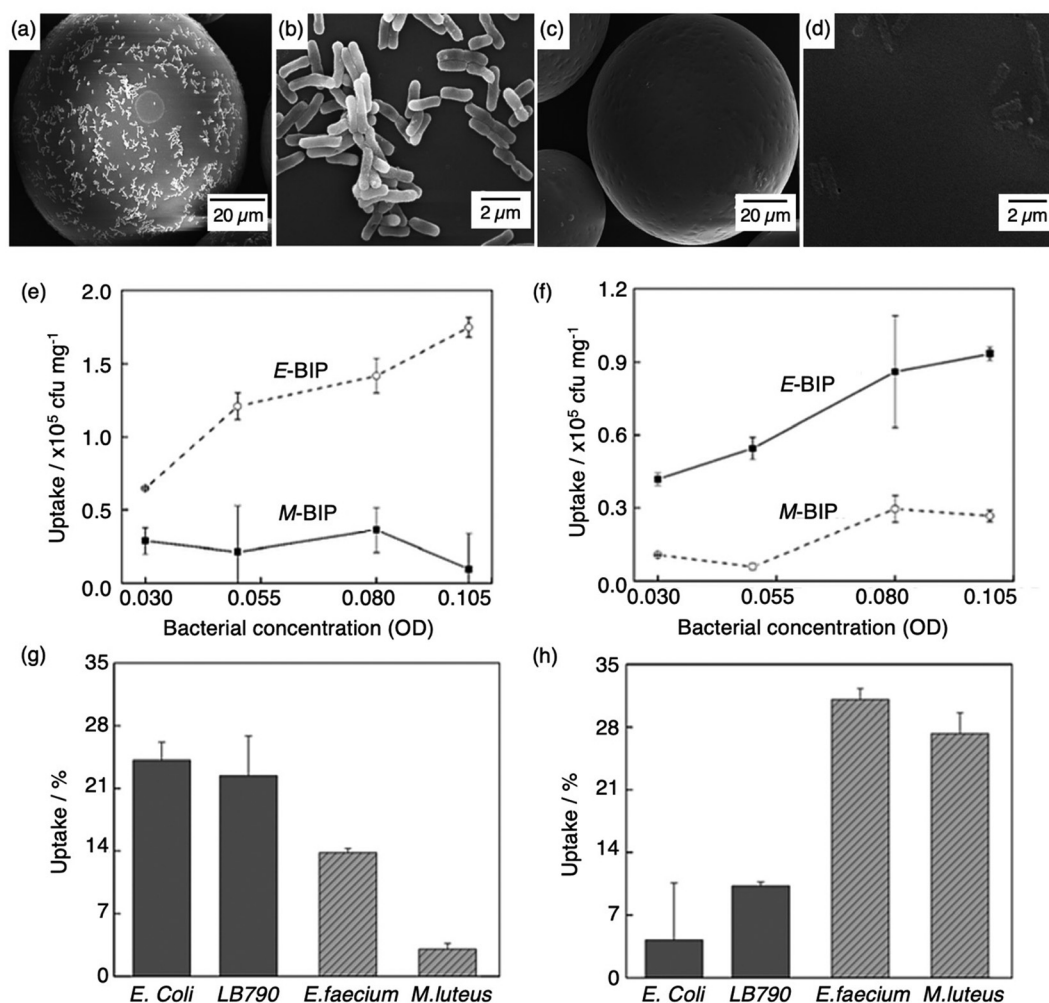 (a)
20 μm
(b)
2 μm
(c)
20 μm
(d)
2 μm
(e)
Uptake / x10⁵ cfu mg⁻¹
2.0
1.5
1.0
0.5
0.0
E-BIP
M-BIP
0.030 0.055 0.080 0.105
Bacterial concentration (OD)
(f)
Uptake / x10⁵ cfu mg⁻¹
1.2
0.9
0.6
0.3
0.0
E-BIP
M-BIP
0.030 0.055 0.080 0.105
Bacterial concentration (OD)
(g)
Uptake / %
35
28
21
14
7
0
E. Coli LB790 E.faecium M.luteus
(h)
Uptake / %
35
28
21
14
7
0
E. Coli LB790 E.faecium M.luteus